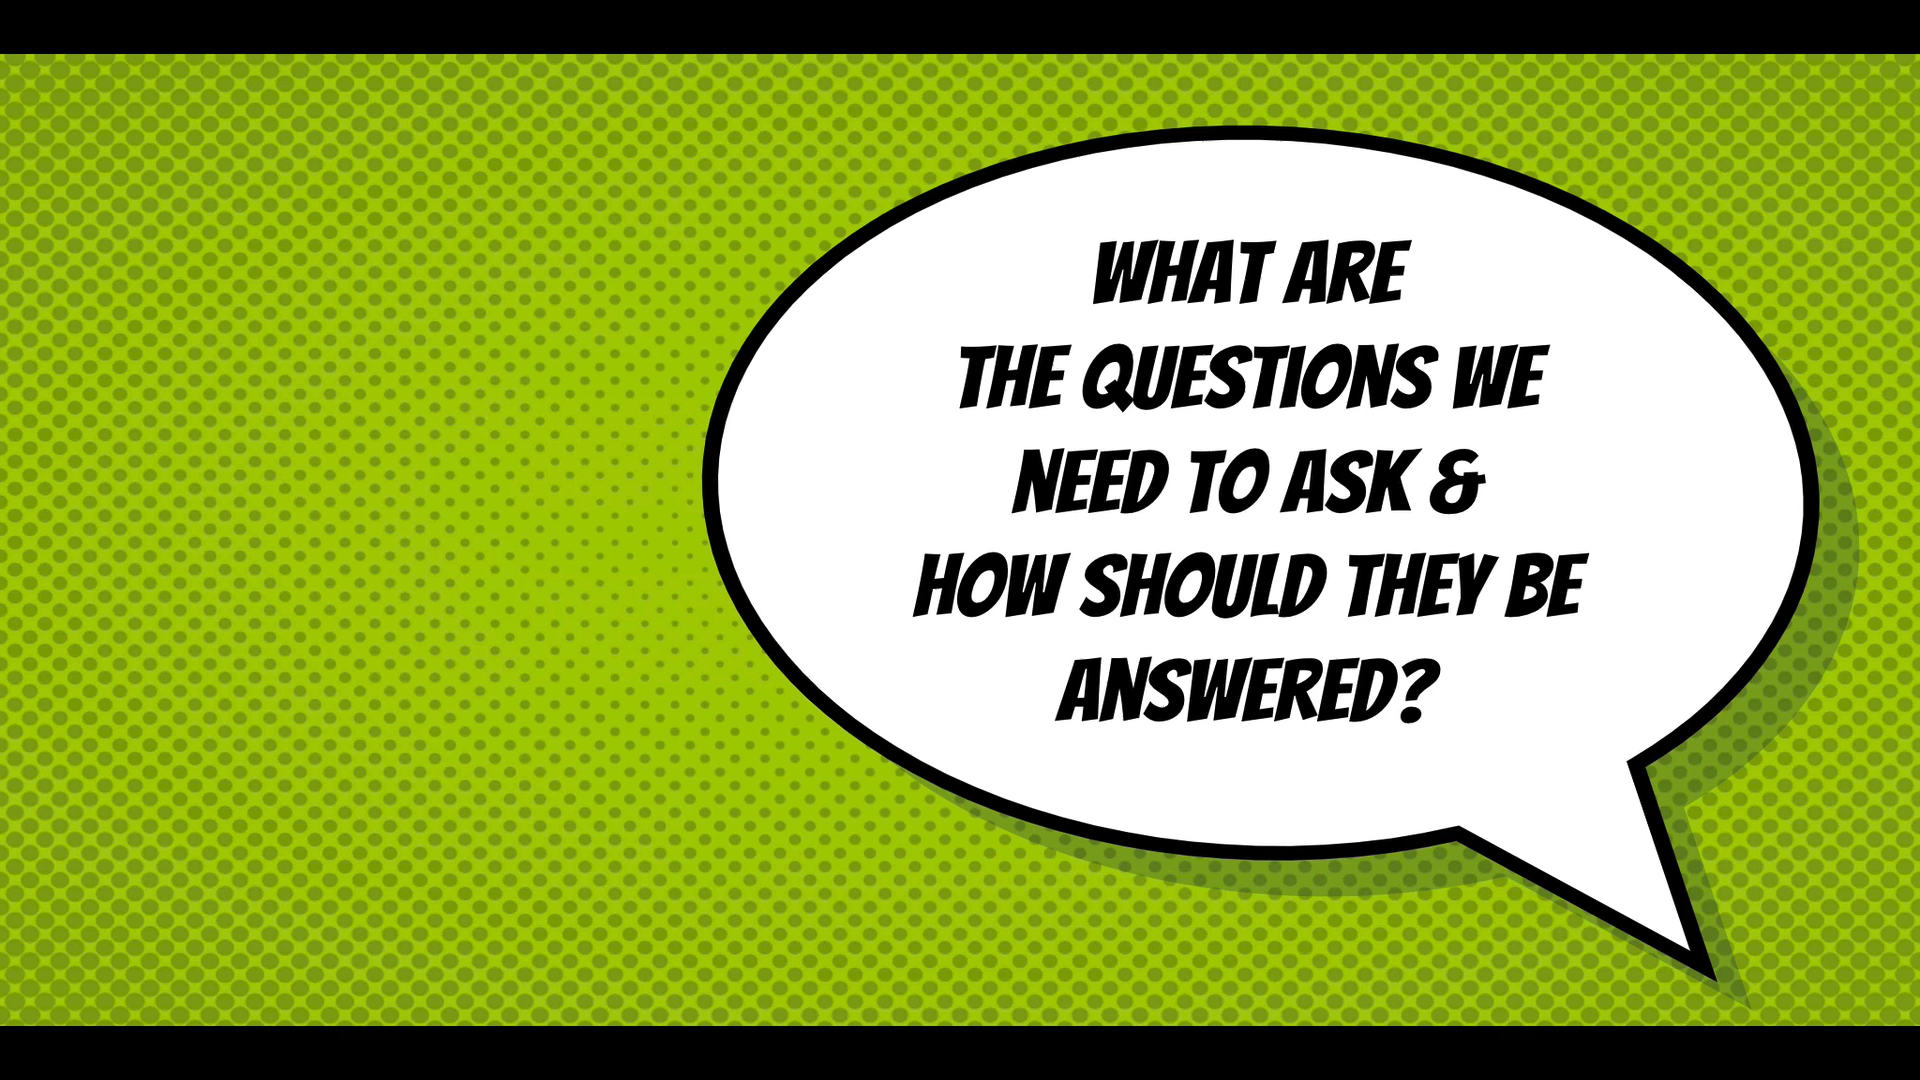 WHAT ARE
THE QUESTIONS WE
NEED TO ASK &
HOW SHOULD THEY BE
ANSWERED?